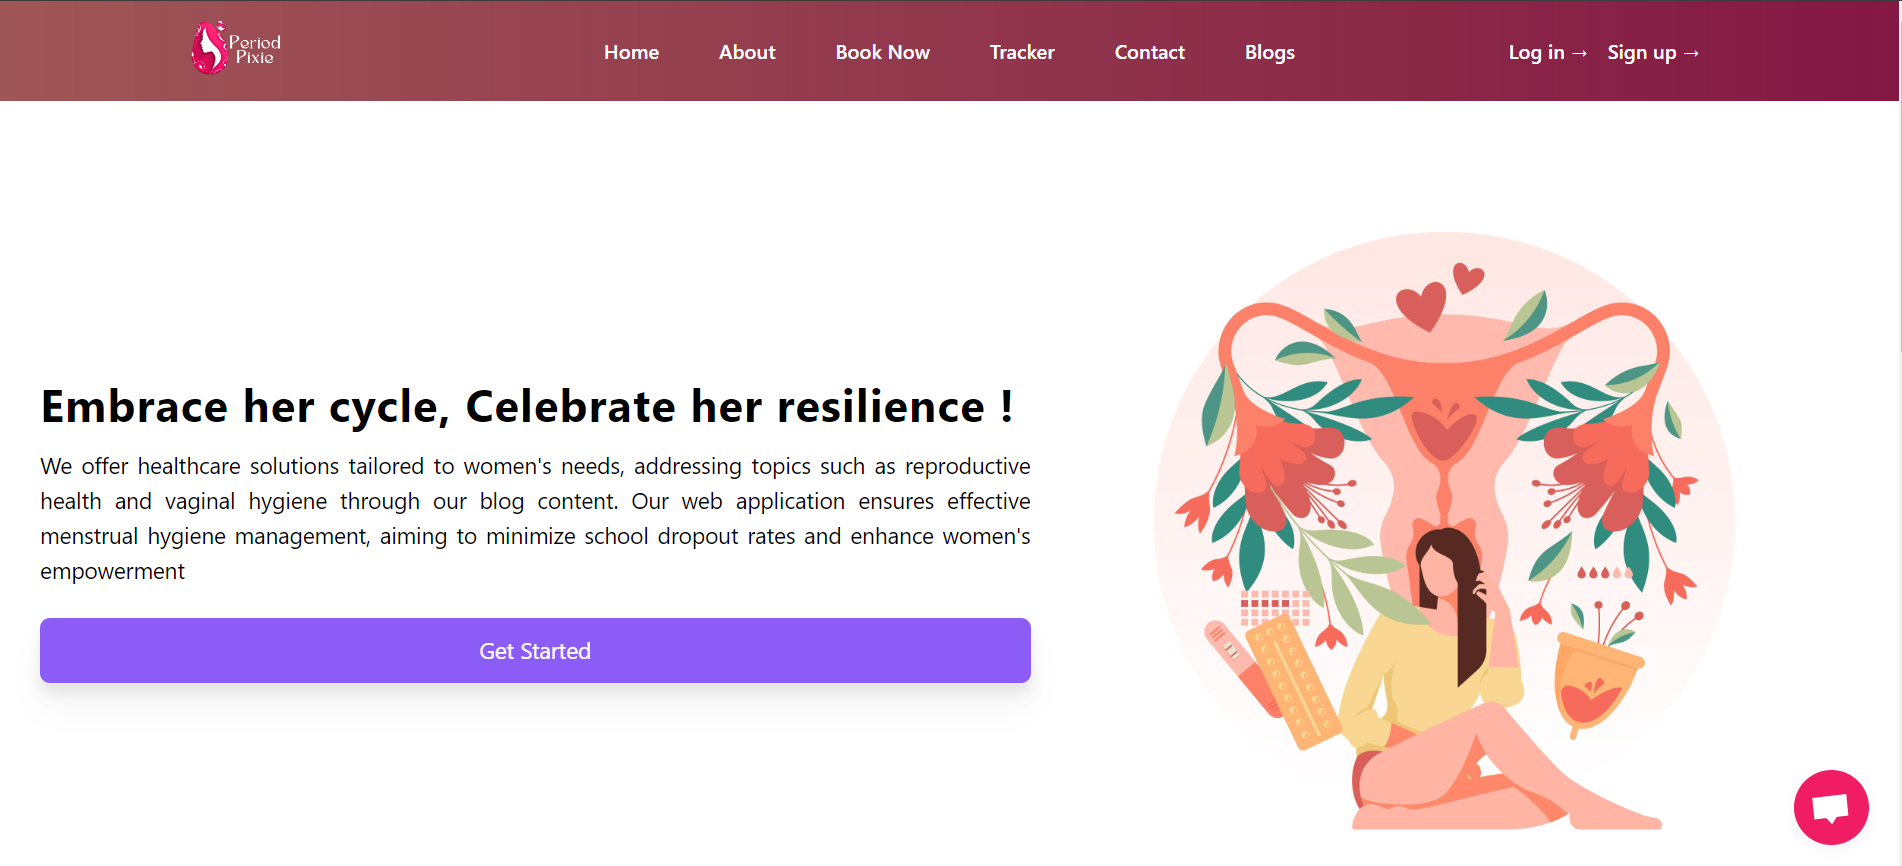 Period
Pixie
Home About Book Now Tracker Contact Blogs Log in → Sign up →
Embrace her cycle, Celebrate her resilience !
We offer healthcare solutions tailored to women's needs, addressing topics such as reproductive
health and vaginal hygiene through our blog content. Our web application ensures effective
menstrual hygiene management, aiming to minimize school dropout rates and enhance women's
empowerment
Get Started